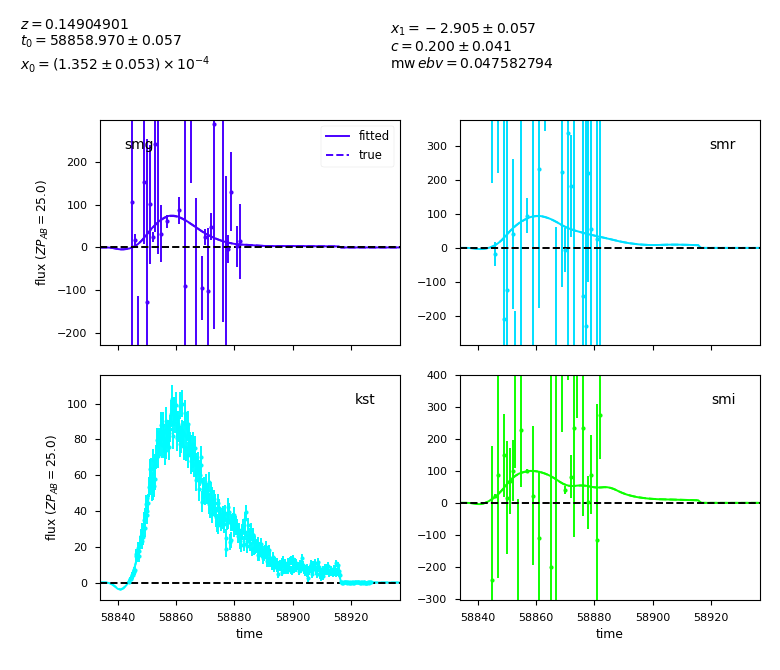 z = 0.14904901
t₀ = 58858.970 ± 0.057
x₀ = (1.352 ± 0.053) × 10⁻⁴
x₁ = −2.905 ± 0.057
c = 0.200 ± 0.041
mw ebv = 0.047582794
smg
fitted
true
flux (ZP_AB = 25.0)
200
100
0
−100
−200
smr
300
200
100
0
−100
−200
kst
flux (ZP_AB = 25.0)
100
80
60
40
20
0
58840 58860 58880 58900 58920
time
smi
400
300
200
100
0
−100
−200
−300
58840 58860 58880 58900 58920
time